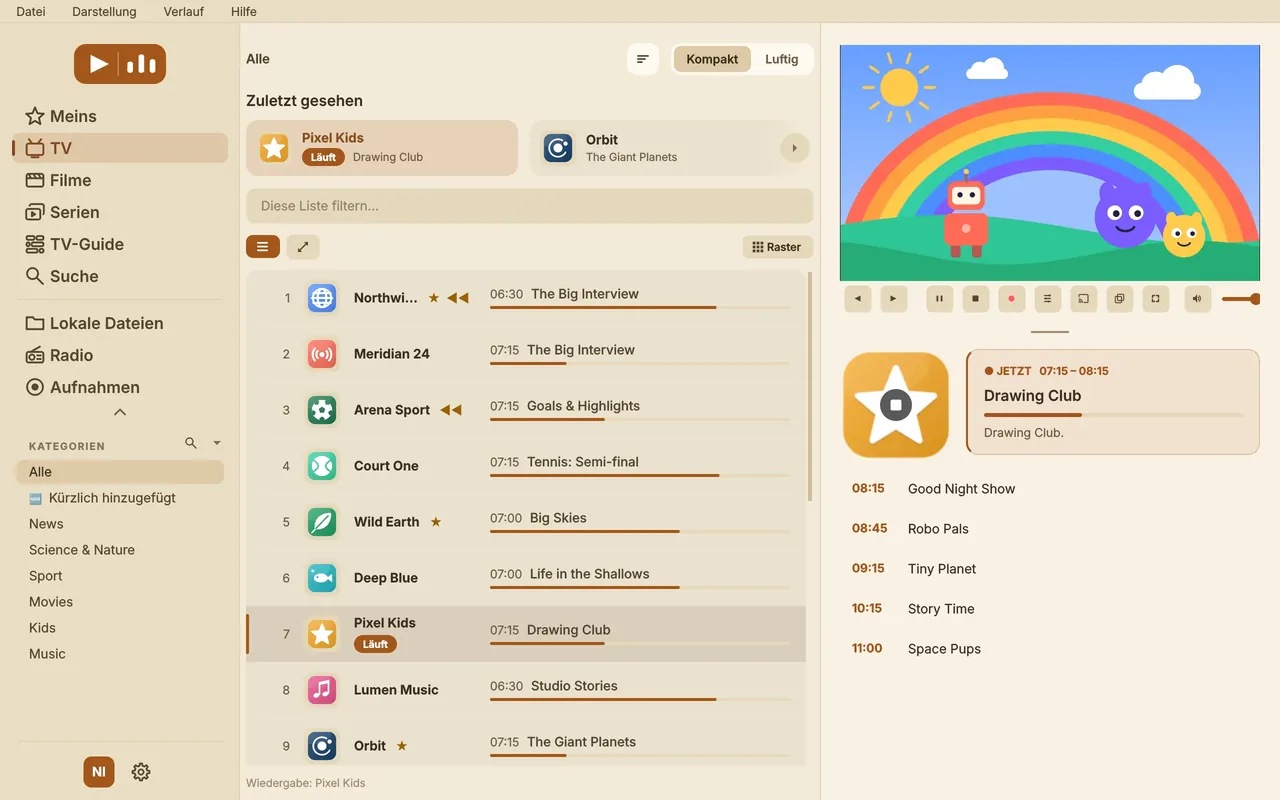 Datei Darstellung Verlauf Hilfe
Meins
TV
Filme
Serien
TV-Guide
Suche
Lokale Dateien
Radio
Aufnahmen
KATEGORIEN
Alle
Kürzlich hinzugefügt
News
Science & Nature
Sport
Movies
Kids
Music
NI
Alle
Kompakt Luftig
Zuletzt gesehen
Pixel Kids
Läuft Drawing Club
Orbit
The Giant Planets
Diese Liste filtern...
Raster
1 Northwi... 06:30 The Big Interview
2 Meridian 24 07:15 The Big Interview
3 Arena Sport 07:15 Goals & Highlights
4 Court One 07:15 Tennis: Semi-final
5 Wild Earth 07:00 Big Skies
6 Deep Blue 07:00 Life in the Shallows
7 Pixel Kids Läuft 07:15 Drawing Club
8 Lumen Music 06:30 Studio Stories
9 Orbit 07:15 The Giant Planets
Wiedergabe: Pixel Kids
JETZT 07:15 – 08:15
Drawing Club
Drawing Club.
08:15 Good Night Show
08:45 Robo Pals
09:15 Tiny Planet
10:15 Story Time
11:00 Space Pups